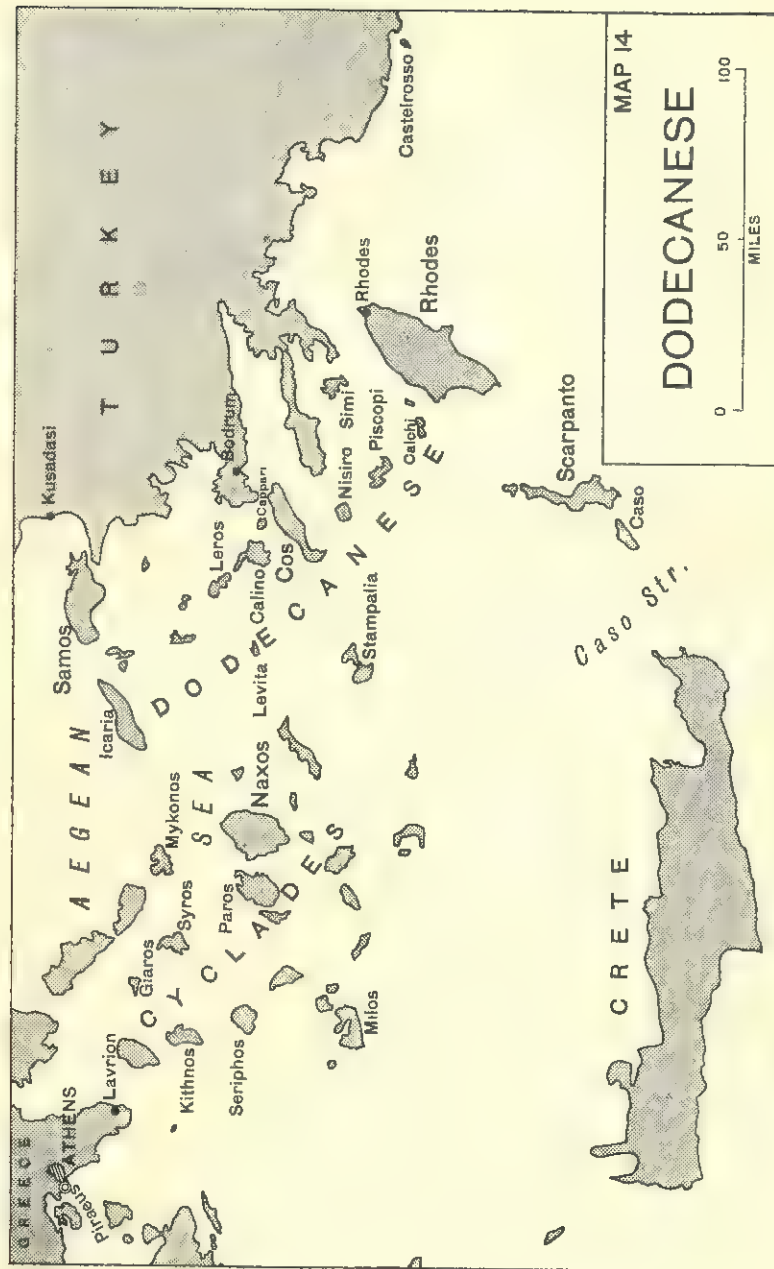 GREECE
ATHENS
Piraeus
Lavrion
AEGEAN
SEA
TURKEY
Kusadasi
Samos
Icaria
Giaros
Mykonos
Syros
Kithnos
CYCLADES
Paros
Naxos
Seriphos
Milos
DODECANESE
Leros
Bodrum
Cappari
Calino
Levita
Cos
Stampalia
Nisiro
Simi
Piscopi
Calchi
Rhodes
Rhodes
Castelrosso
Scarpanto
Caso
Caso Str.
CRETE
MAP 14
DODECANESE
0 50 100
MILES